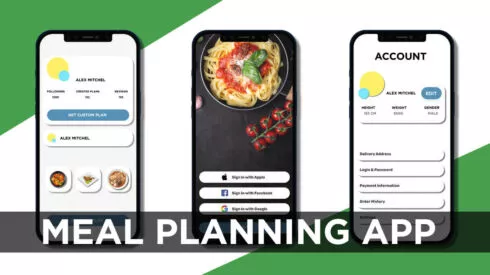 ALEX MITCHEL
FOLLOWING CREATED PLANS REVIEWS
GET CUSTOM PLAN
ALEX MITCHEL
Sign in with Apple
Sign in with Facebook
Sign in with Google
ACCOUNT
ALEX MITCHEL EDIT
HEIGHT WEIGHT GENDER
MALE
Delivery Address
Login & Password
Payment Information
Order History
MEAL PLANNING APP